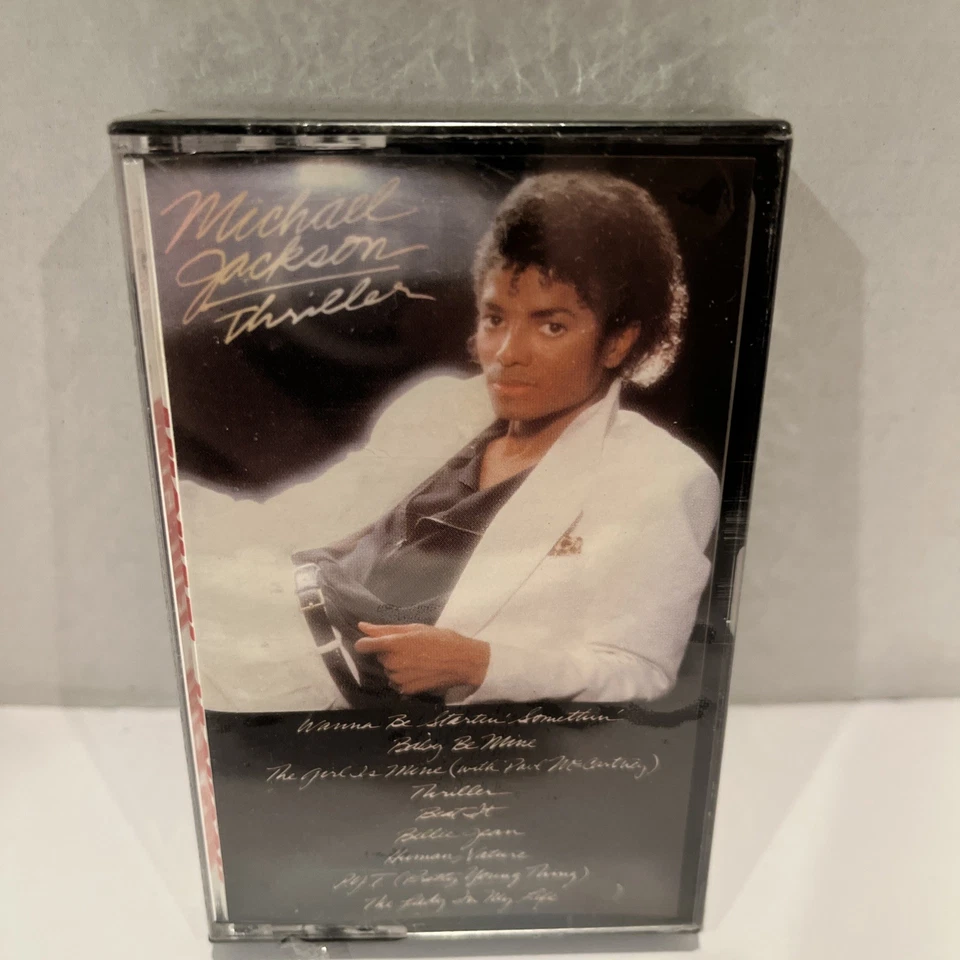 Michael
Jackson
Thriller
Wanna Be Startin' Somethin'
Baby Be Mine
The Girl Is Mine (with Paul McCartney)
Thriller
Beat It
Billie Jean
Human Nature
P.Y.T. (Pretty Young Thing)
The Lady In My Life